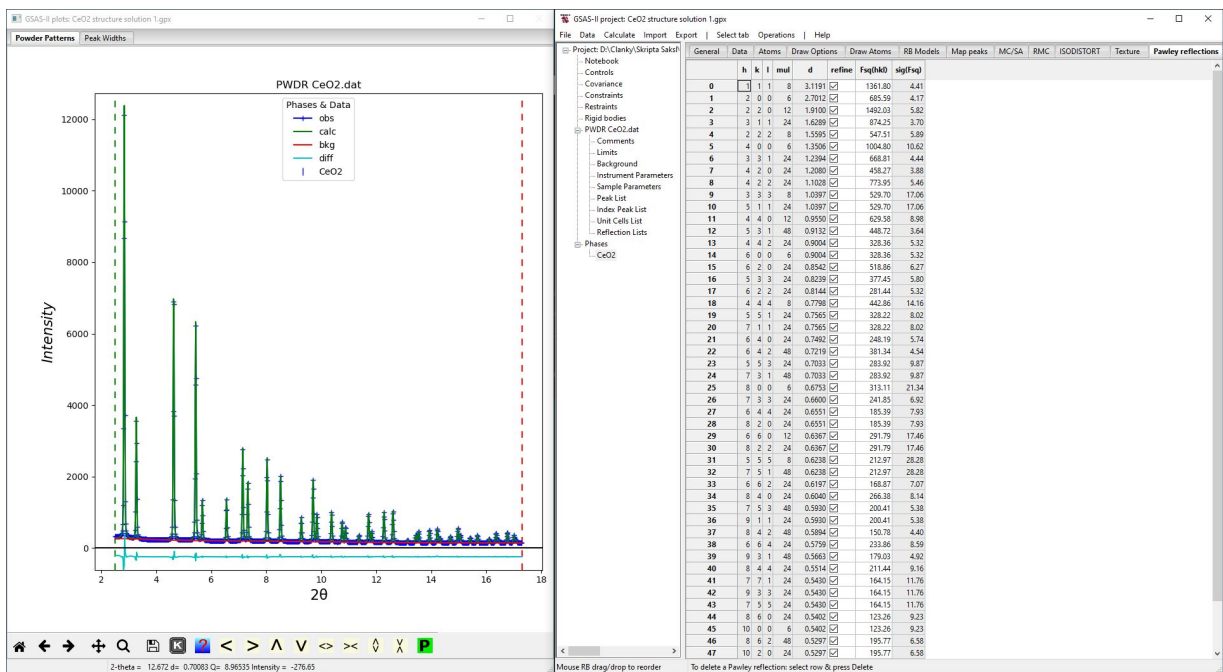 GSAS-II plots: CeO2 structure solution 1.gpx
Powder Patterns Peak Widths
PWDR CeO2.dat
Phases & Data
obs
calc
bkg
diff
CeO2
12000
10000
8000
6000
4000
2000
0
Intensity
2 4 6 8 10 12 14 16 18
2θ
K ? < > Λ V <> >< P
2-theta = 12.672 d= 0.70083 Q= 8.96535 Intensity = -276.65
GSAS-II project: CeO2 structure solution 1.gpx
File Data Calculate Import Export | Select tab Operations | Help
Project: D:\Clanky\Skripta Saksl\
Notebook
Controls
Covariance
Constraints
Restraints
Rigid bodies
PWDR CeO2.dat
Comments
Limits
Background
Instrument Parameters
Sample Parameters
Peak List
Index Peak List
Unit Cells List
Reflection Lists
Phases
CeO2
General Data Atoms Draw Options Draw Atoms RB Models Map peaks MC/SA RMC ISODISTORT Texture Pawley reflections
h k l mul d refine Fsq(hkl) sig(Fsq)
0 1 1 1 8 3.1191 1361.80 4.41
1 2 0 0 6 2.7012 685.59 4.17
2 2 2 0 12 1.9100 1492.03 5.82
3 3 1 1 24 1.6289 874.25 3.70
4 2 2 2 8 1.5595 547.51 5.89
5 4 0 0 6 1.3506 1004.80 10.62
6 3 3 1 24 1.2394 668.81 4.44
7 4 2 0 24 1.2080 458.27 3.88
8 4 2 2 24 1.1028 773.95 5.46
9 3 3 3 8 1.0397 529.70 17.06
10 5 1 1 24 1.0397 529.70 17.06
11 4 4 0 12 0.9550 629.58 8.98
12 5 3 1 48 0.9132 448.72 3.64
13 4 4 2 24 0.9004 328.36 5.32
14 6 0 0 6 0.9004 328.36 5.32
15 6 2 0 24 0.8542 518.86 6.27
16 5 3 3 24 0.8239 377.45 5.80
17 6 2 2 24 0.8144 281.44 5.32
18 4 4 4 8 0.7798 442.86 14.16
19 5 5 1 24 0.7565 328.22 8.02
20 7 1 1 24 0.7565 328.22 8.02
21 6 4 0 24 0.7492 248.19 5.74
22 6 4 2 48 0.7219 381.34 4.54
23 5 5 3 24 0.7033 283.92 9.87
24 7 3 1 48 0.7033 283.92 9.87
25 8 0 0 6 0.6753 313.11 21.34
26 7 3 3 24 0.6600 241.85 6.92
27 6 4 4 24 0.6551 185.39 7.93
28 8 2 0 24 0.6551 185.39 7.93
29 6 6 0 12 0.6367 291.79 17.46
30 8 2 2 24 0.6367 291.79 17.46
31 5 5 5 8 0.6238 212.97 28.28
32 7 5 1 48 0.6238 212.97 28.28
33 6 6 2 24 0.6197 168.87 7.07
34 8 4 0 24 0.6040 266.38 8.14
35 7 5 3 48 0.5930 200.41 5.38
36 9 1 1 24 0.5930 200.41 5.38
37 8 4 2 48 0.5894 150.78 4.40
38 6 6 4 24 0.5759 233.86 8.59
39 9 3 1 48 0.5663 179.03 4.92
40 8 4 4 24 0.5514 211.44 9.16
41 7 7 1 24 0.5430 164.15 11.76
42 9 3 3 24 0.5430 164.15 11.76
43 7 5 5 24 0.5430 164.15 11.76
44 8 6 0 24 0.5402 123.26 9.23
45 10 0 0 6 0.5402 123.26 9.23
46 8 6 2 48 0.5297 195.77 6.58
47 10 2 0 24 0.5297 195.77 6.58
Mouse RB drag/drop to reorder To delete a Pawley reflection: select row & press Delete